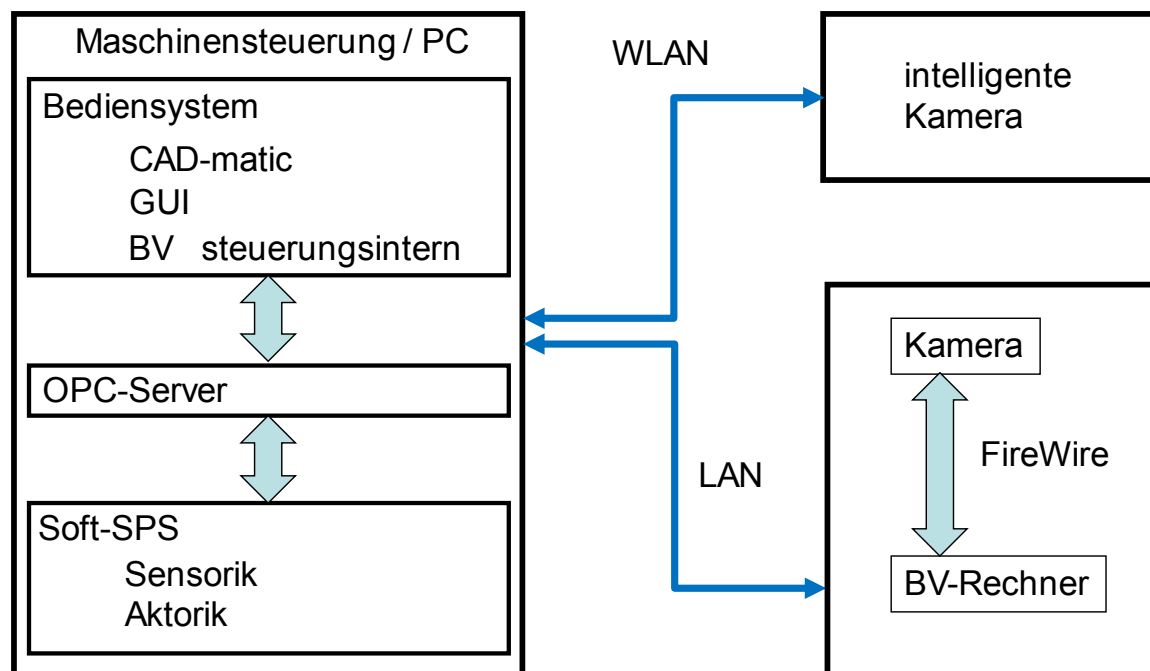 Maschinensteuerung / PC
Bediensystem
CAD-matic
GUI
BV steuerungsintern
OPC-Server
Soft-SPS
Sensorik
Aktorik
WLAN
LAN
intelligente
Kamera
Kamera
FireWire
BV-Rechner